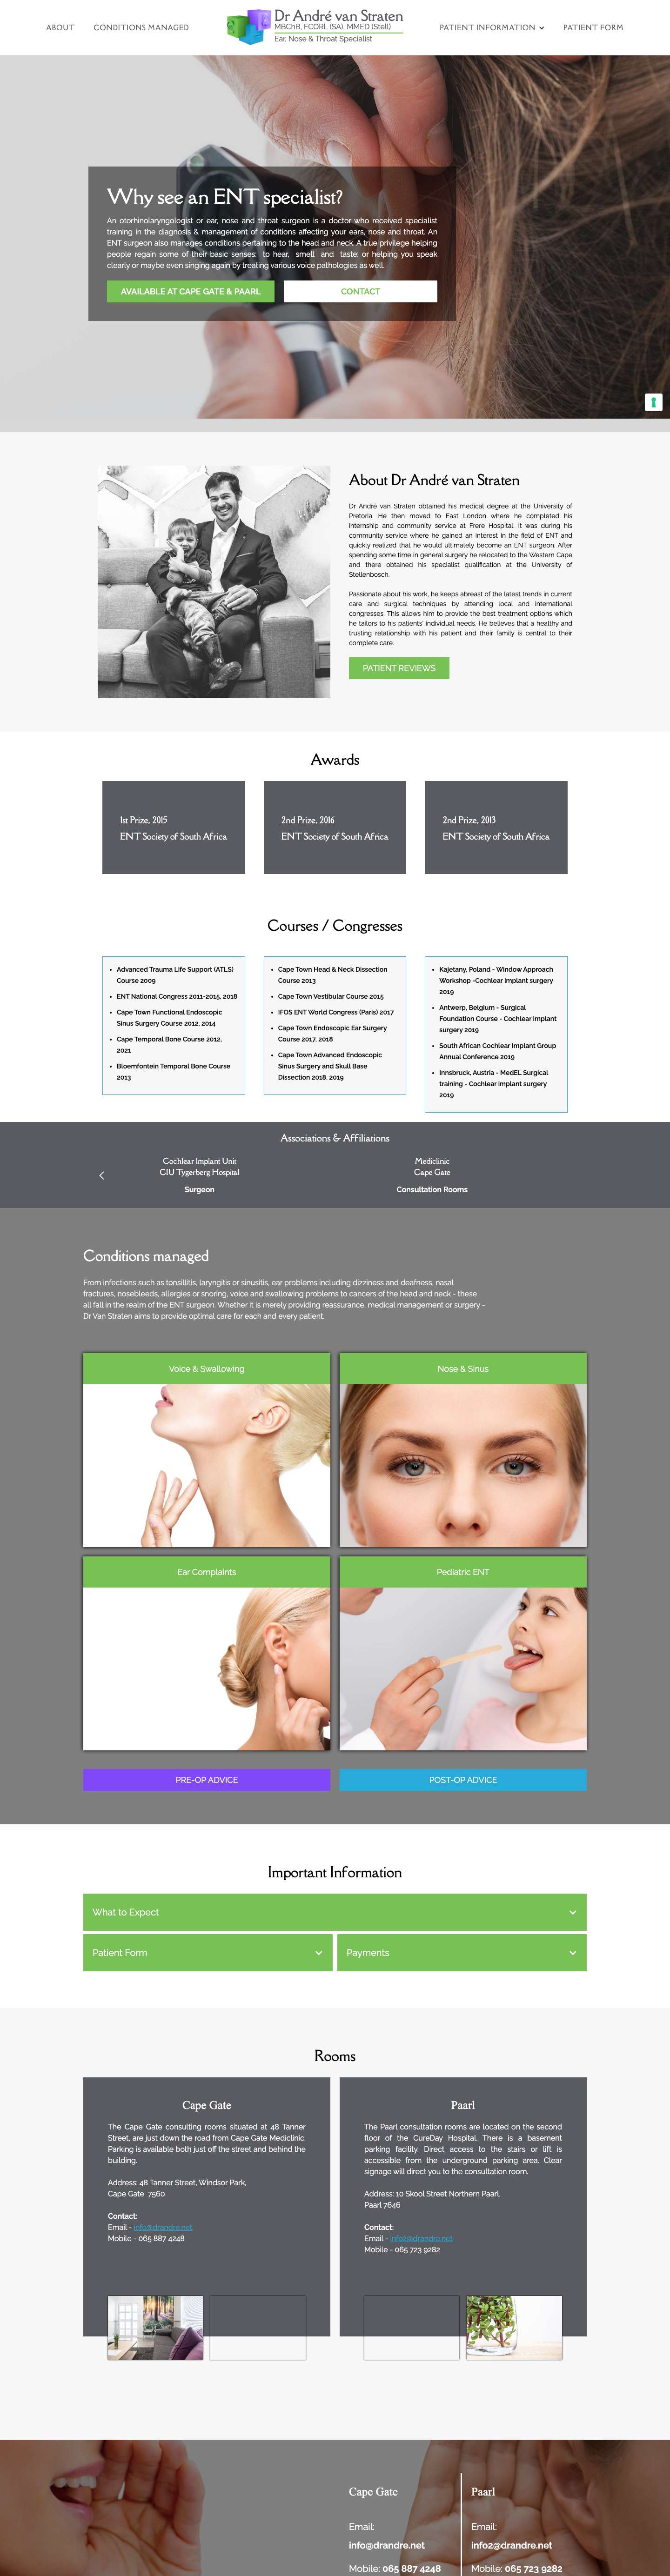 ABOUT
CONDITIONS MANAGED
Dr André van Straten
MBChB, FCORL (SA), MMED (Stell)
Ear, Nose & Throat Specialist
PATIENT INFORMATION
PATIENT FORM
Why see an ENT specialist?
An otorhinolaryngologist or ear, nose and throat surgeon is a doctor who received specialist
training in the diagnosis & management of conditions affecting your ears, nose and throat. An
ENT surgeon also manages conditions pertaining to the head and neck. A true privilege helping
people regain some of their basic senses: to hear, smell and taste; or helping you speak
clearly or maybe even singing again by treating various voice pathologies as well.
AVAILABLE AT CAPE GATE & PAARL
CONTACT
About Dr André van Straten
Dr André van Straten obtained his medical degree at the University of
Pretoria. He then moved to East London where he completed his
internship and community service at Frere Hospital. It was during his
community service where he gained an interest in the field of ENT and
quickly realized that he would ultimately become an ENT surgeon. After
spending some time in general surgery he relocated to the Western Cape
and there obtained his specialist qualification at the University of
Stellenbosch.
Passionate about his work, he keeps abreast of the latest trends in current
care and surgical techniques by attending local and international
congresses. This allows him to provide the best treatment options which
he tailors to his patients' individual needs. He believes that a healthy and
trusting relationship with his patient and their family is central to their
complete care.
PATIENT REVIEWS
Awards
1st Prize, 2015
ENT Society of South Africa
2nd Prize, 2016
ENT Society of South Africa
2nd Prize, 2013
ENT Society of South Africa
Courses / Congresses
• Advanced Trauma Life Support (ATLS)
Course 2009
• ENT National Congress 2011-2015, 2018
• Cape Town Functional Endoscopic
Sinus Surgery Course 2012, 2014
• Cape Temporal Bone Course 2012,
2021
• Bloemfontein Temporal Bone Course
2013
• Cape Town Head & Neck Dissection
Course 2013
• Cape Town Vestibular Course 2015
• IFOS ENT World Congress (Paris) 2017
• Cape Town Endoscopic Ear Surgery
Course 2017, 2018
• Cape Town Advanced Endoscopic
Sinus Surgery and Skull Base
Dissection 2018, 2019
• Kajetany, Poland - Window Approach
Workshop -Cochlear implant surgery
2019
• Antwerp, Belgium - Surgical
Foundation Course - Cochlear implant
surgery 2019
• South African Cochlear Implant Group
Annual Conference 2019
• Innsbruck, Austria - MedEL Surgical
training - Cochlear implant surgery
2019
Associations & Affiliations
Cochlear Implant Unit
CIU Tygerberg Hospital
Surgeon
Mediclinic
Cape Gate
Consultation Rooms
Conditions managed
From infections such as tonsillitis, laryngitis or sinusitis, ear problems including dizziness and deafness, nasal
fractures, nosebleeds, allergies or snoring, voice and swallowing problems to cancers of the head and neck - these
all fall in the realm of the ENT surgeon. Whether it is merely providing reassurance, medical management or surgery -
Dr Van Straten aims to provide optimal care for each and every patient.
Voice & Swallowing
Nose & Sinus
Ear Complaints
Pediatric ENT
PRE-OP ADVICE
POST-OP ADVICE
Important Information
What to Expect
Patient Form
Payments
Rooms
Cape Gate
The Cape Gate consulting rooms situated at 48 Tanner
Street, are just down the road from Cape Gate Mediclinic.
Parking is available both just off the street and behind the
building.
Address: 48 Tanner Street, Windsor Park,
Cape Gate 7560
Contact:
Email - info@drandre.net
Mobile - 065 887 4248
Paarl
The Paarl consultation rooms are located on the second
floor of the CureDay Hospital. There is a basement
parking facility. Direct access to the stairs or lift is
accessible from the underground parking area. Clear
signage will direct you to the consultation room.
Address: 10 Skool Street Northern Paarl,
Paarl 7646
Contact:
Email - info2@drandre.net
Mobile - 065 723 9282
Cape Gate
Email:
info@drandre.net
Mobile: 065 887 4248
Paarl
Email:
info2@drandre.net
Mobile: 065 723 9282